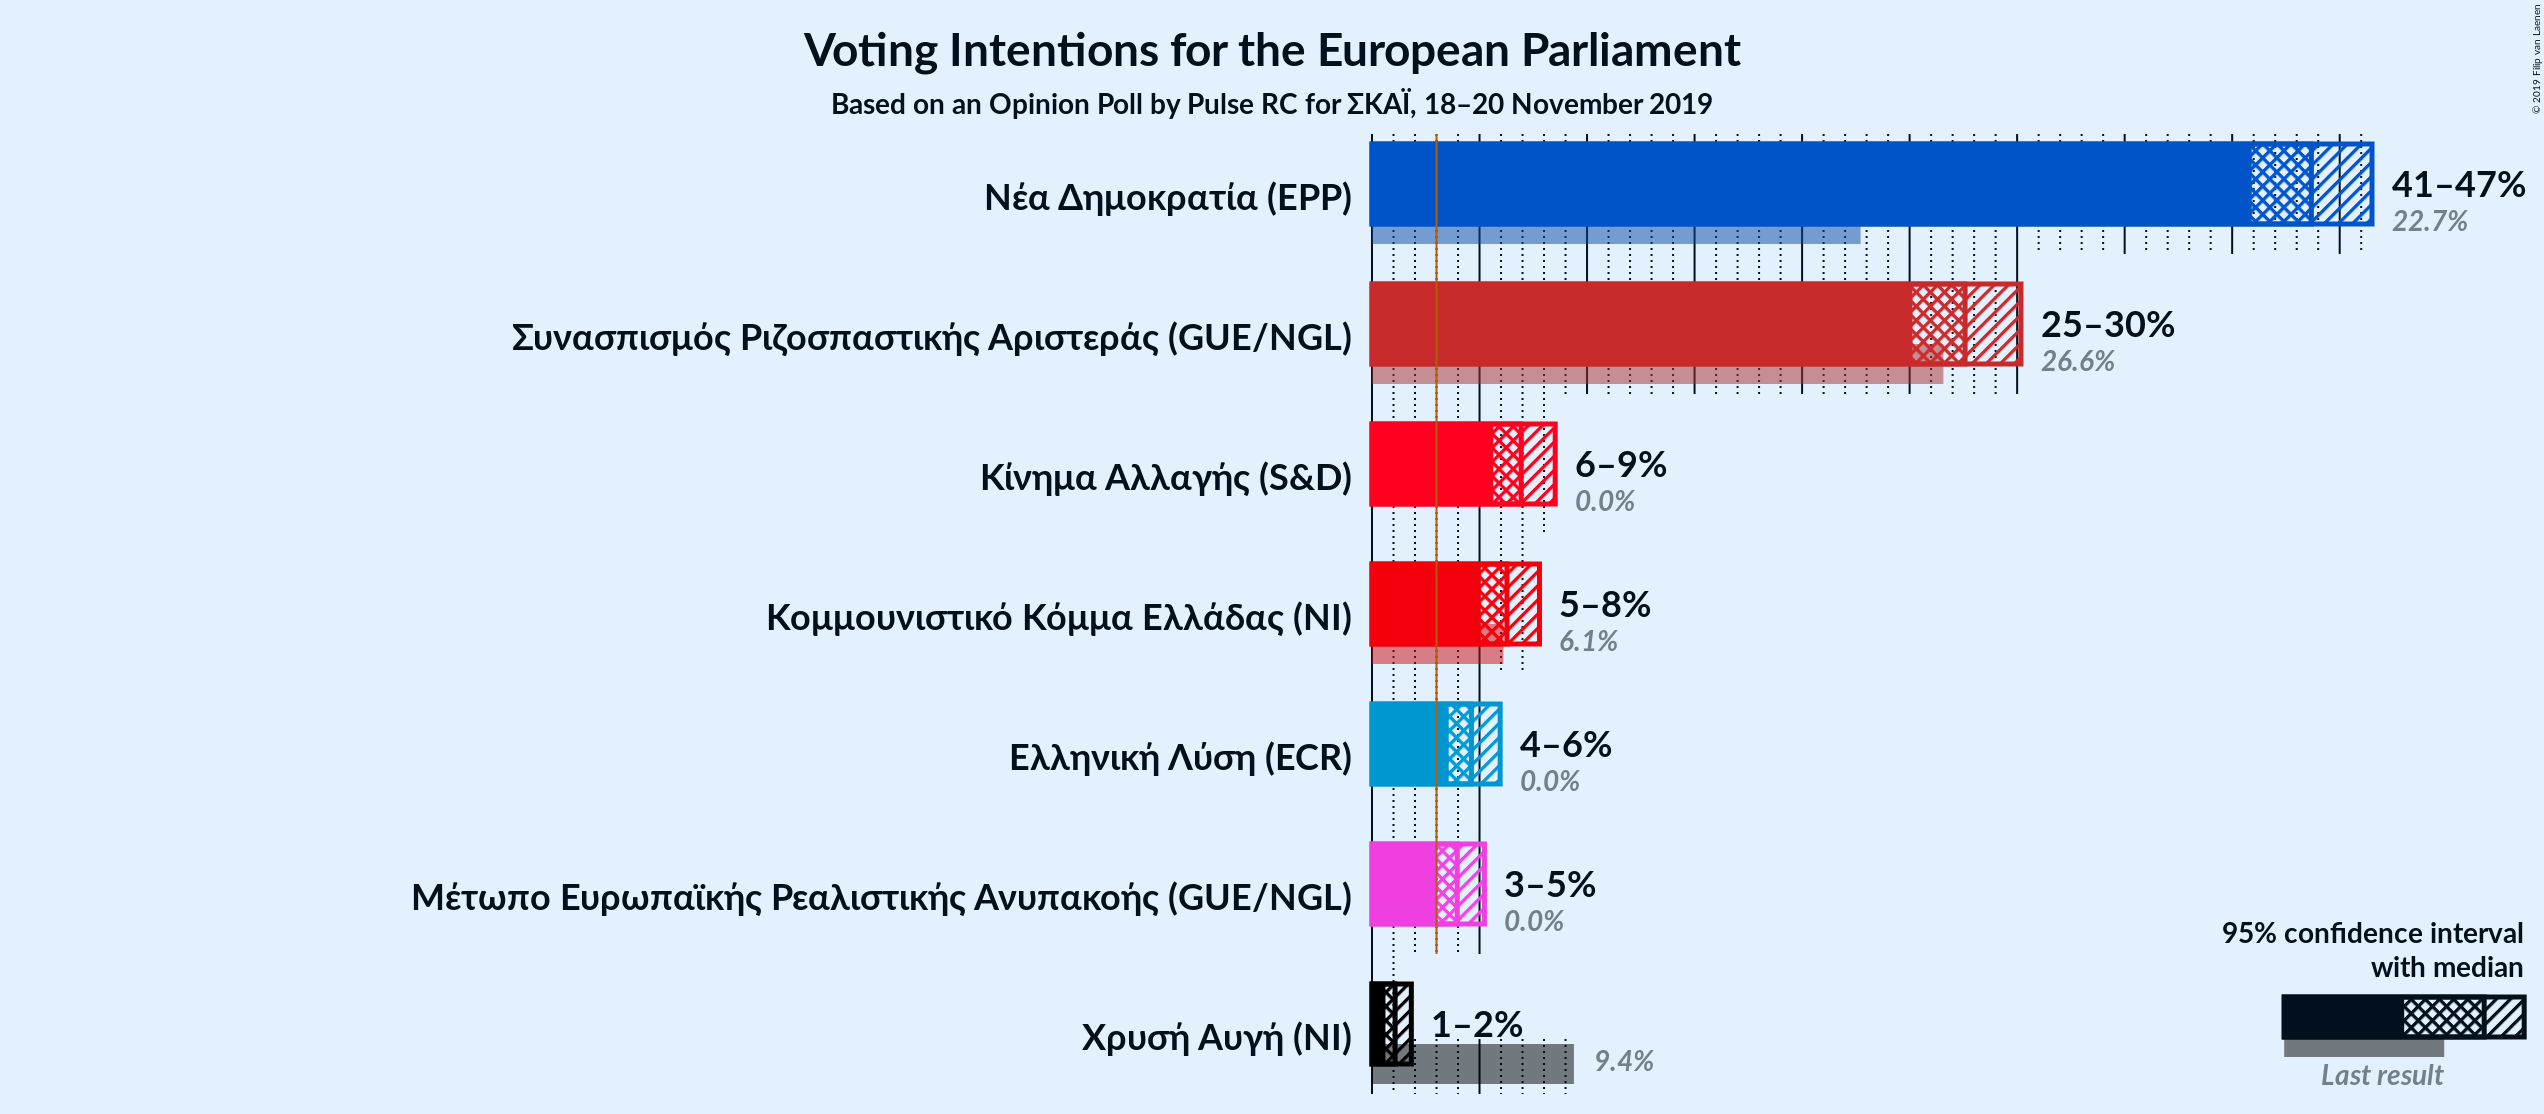 Voting Intentions for the European Parliament
Based on an Opinion Poll by Pulse RC for ΣΚΑΪ, 18–20 November 2019
© 2019 Filip van Laenen
Νέα Δημοκρατία (EPP)
41–47%
22.7%
Συνασπισμός Ριζοσπαστικής Αριστεράς (GUE/NGL)
25–30%
26.6%
Κίνημα Αλλαγής (S&D)
6–9%
0.0%
Κομμουνιστικό Κόμμα Ελλάδας (NI)
5–8%
6.1%
Ελληνική Λύση (ECR)
4–6%
0.0%
Μέτωπο Ευρωπαϊκής Ρεαλιστικής Ανυπακοής (GUE/NGL)
3–5%
0.0%
Χρυσή Αυγή (NI)
1–2%
9.4%
95% confidence interval
with median
Last result